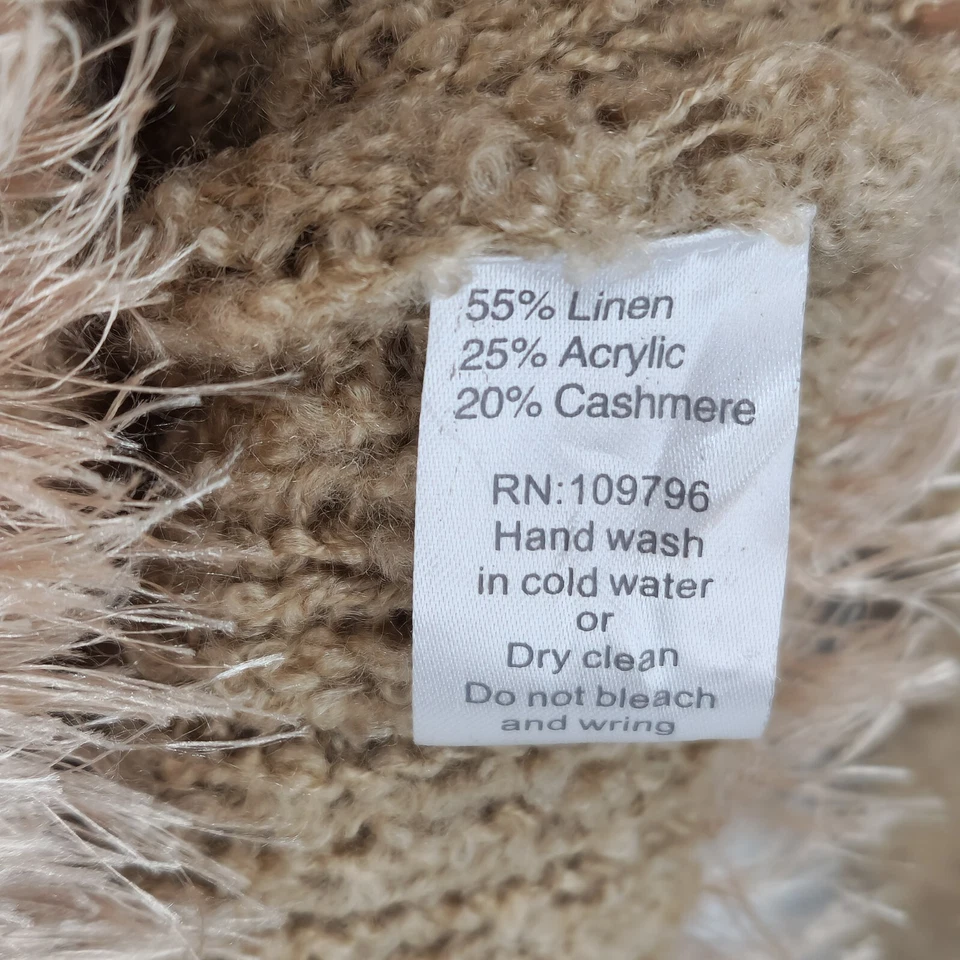 55% Linen
25% Acrylic
20% Cashmere
RN:109796
Hand wash
in cold water
or
Dry clean
Do not bleach
and wring